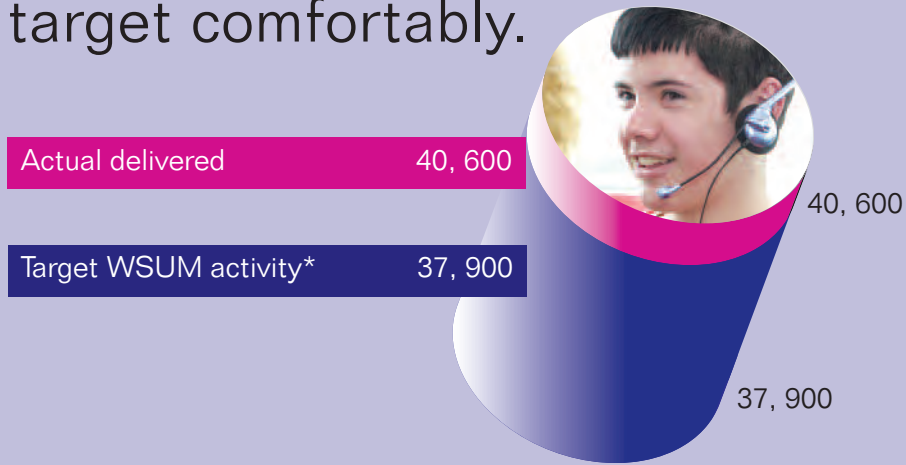 target comfortably.
Actual delivered 40, 600
40, 600
Target WSUM activity* 37, 900
37, 900